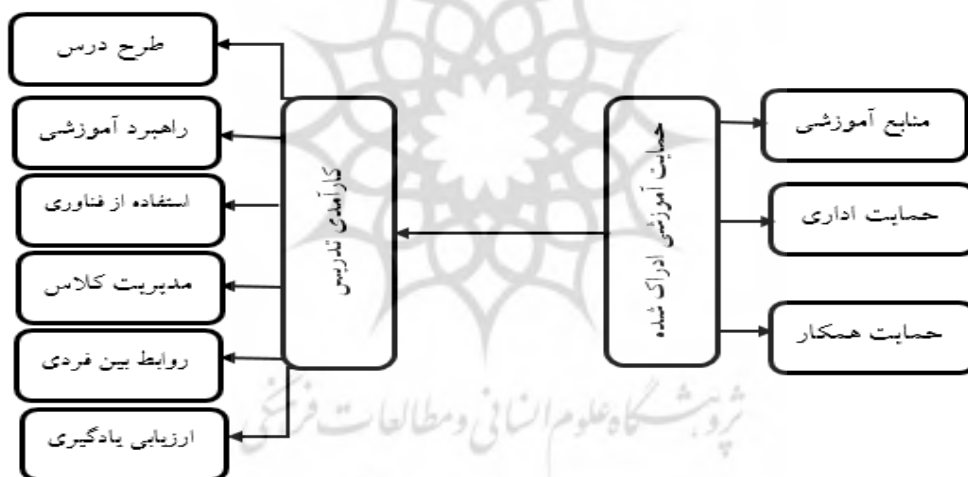 منابع آموزشی
حمایت اداری
حمایت همکار
حمایت آموزشی ادراک شده
کارآمدی تدریس
طرح درس
راهبرد آموزشی
استفاده از فناوری
مدیریت کلاس
روابط بین فردی
ارزیابی یادگیری
پژوهشگاه علوم انسانی و مطالعات فرهنگی